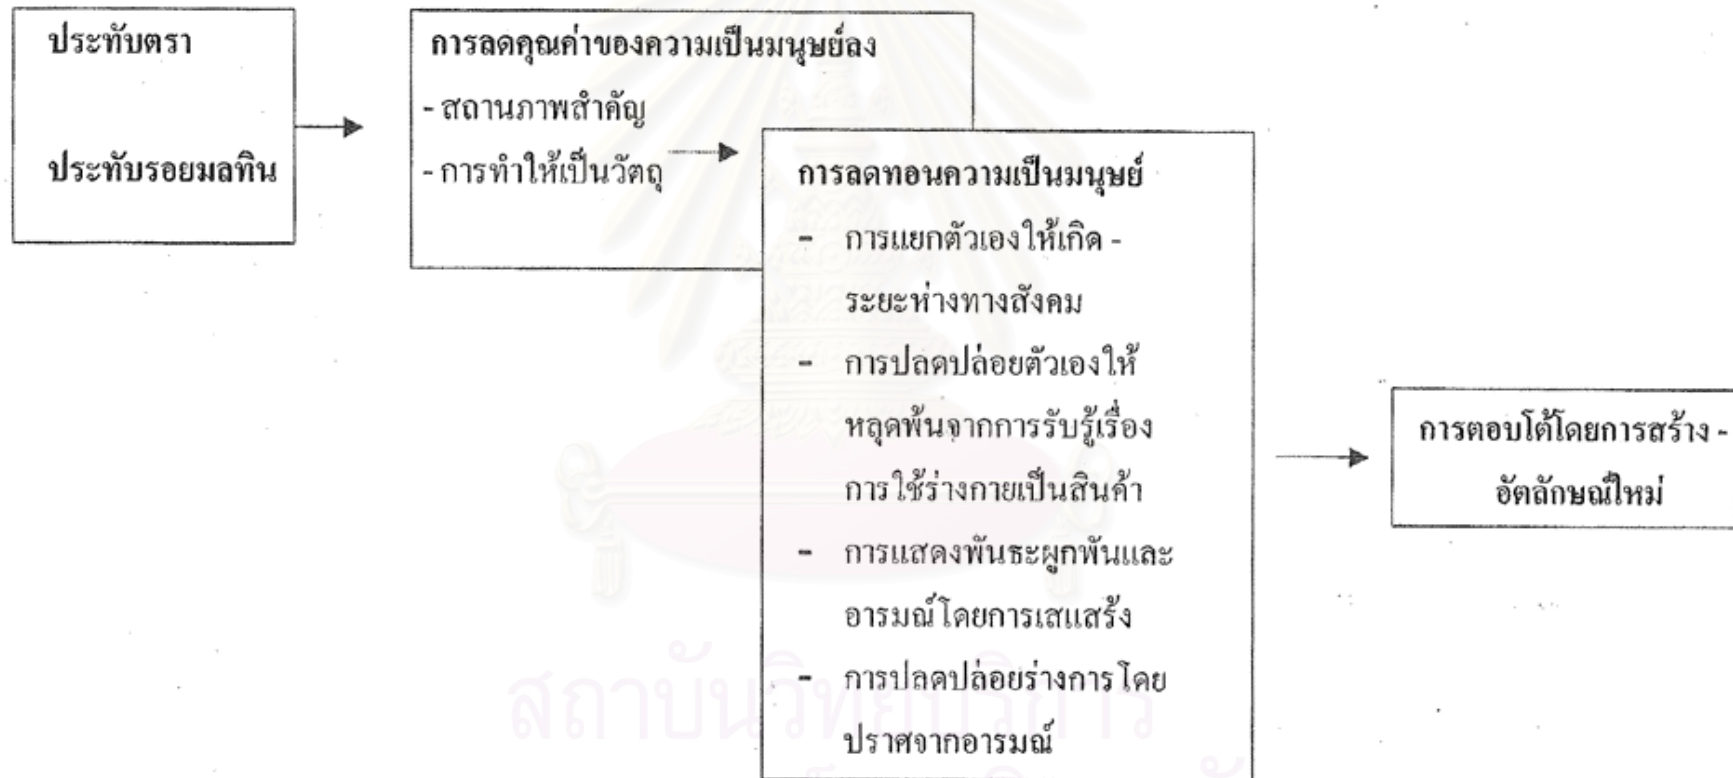 ประทับตรา
ประทับรอยมลทิน
การลดคุณค่าของความเป็นมนุษย์ลง
- สถานภาพสำคัญ
- การทำให้เป็นวัตถุ
การลดทอนความเป็นมนุษย์
- การแยกตัวเองให้เกิด -
ระยะห่างทางสังคม
- การปลดปล่อยตัวเองให้
หลุดพ้นจากการรับรู้เรื่อง
การใช้ร่างกายเป็นสินค้า
- การแสดงพันธะผูกพันและ
อารมณ์โดยการเสแสร้ง
- การปลดปล่อยร่างการโดย
ปราศจากอารมณ์
การตอบโต้โดยการสร้าง -
อัตลักษณ์ใหม่
สถาบันวิทยบริการ